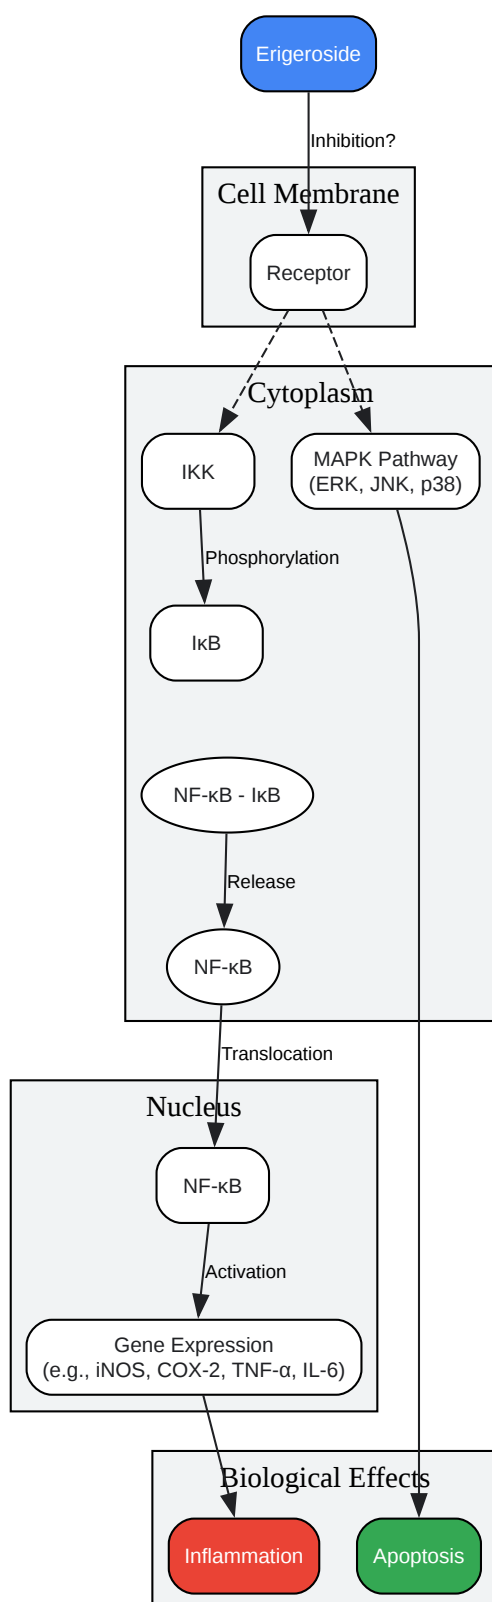 Erigeroside
Inhibition?
Cell Membrane
Receptor
Cytoplasm
IKK
MAPK Pathway
(ERK, JNK, p38)
Phosphorylation
IκB
NF-κB - IκB
Release
NF-κB
Translocation
Nucleus
NF-κB
Activation
Gene Expression
(e.g., iNOS, COX-2, TNF-α, IL-6)
Biological Effects
Inflammation
Apoptosis